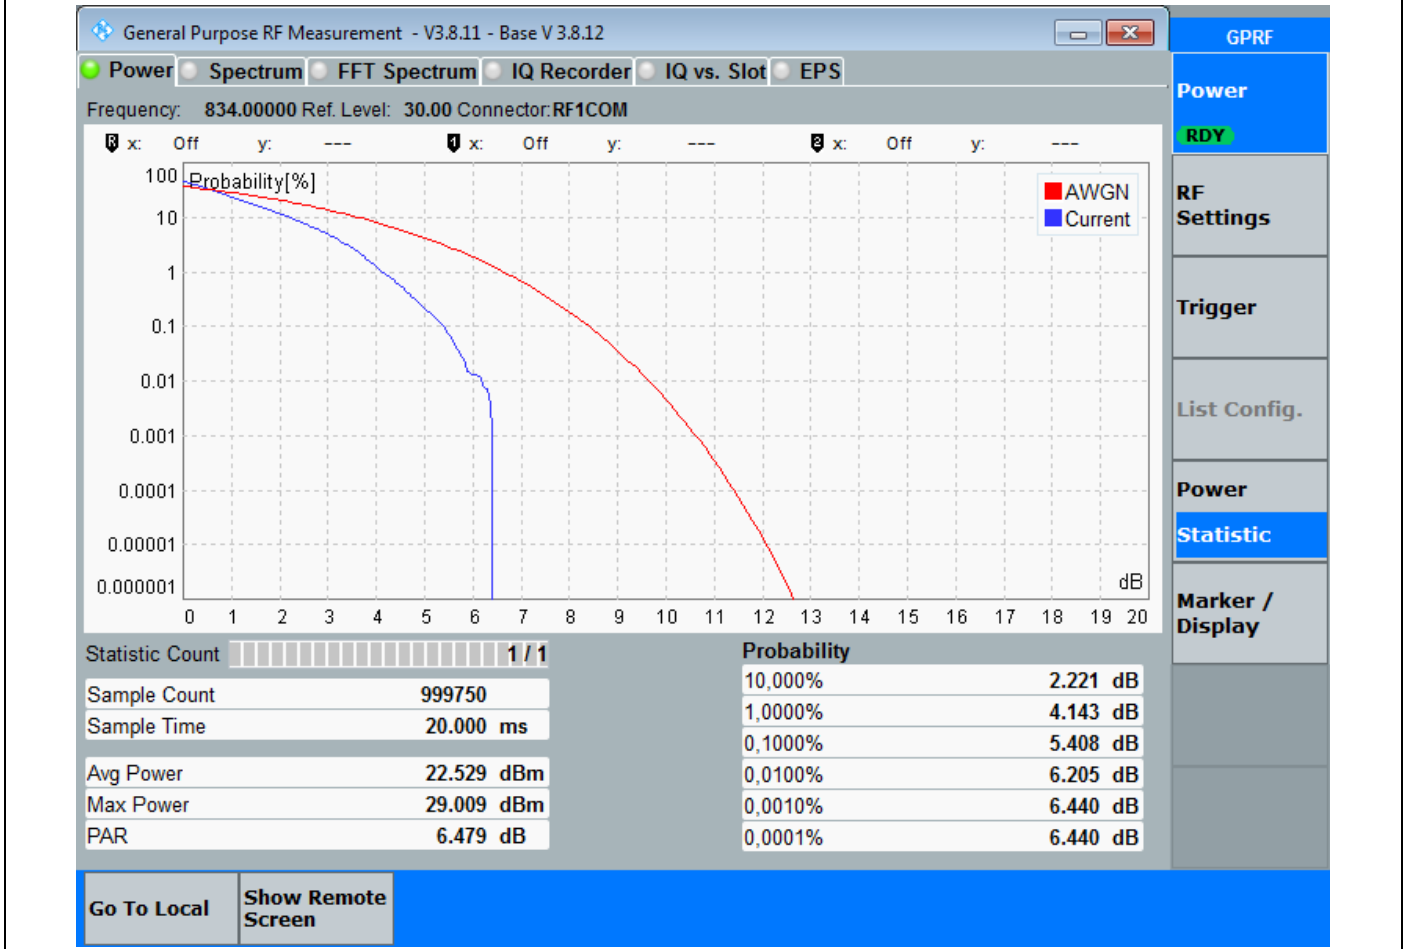 General Purpose RF Measurement - V3.8.11 - Base V 3.8.12
GPRF
Power Spectrum FFT Spectrum IQ Recorder IQ vs. Slot EPS
Frequency: 834.00000 Ref. Level: 30.00 Connector:RF1COM
R x: Off y: --- 1 x: Off y: --- 2 x: Off y: ---
Probability[%]
AWGN
Current
100
10
1
0.1
0.01
0.001
0.0001
0.00001
0.000001
dB
0 1 2 3 4 5 6 7 8 9 10 11 12 13 14 15 16 17 18 19 20
Statistic Count 1 / 1
Sample Count 999750
Sample Time 20.000 ms
Avg Power 22.529 dBm
Max Power 29.009 dBm
PAR 6.479 dB
Probability
10,000% 2.221 dB
1,0000% 4.143 dB
0,1000% 5.408 dB
0,0100% 6.205 dB
0,0010% 6.440 dB
0,0001% 6.440 dB
Power
RDY
RF
Settings
Trigger
List Config.
Power
Statistic
Marker /
Display
Go To Local
Show Remote
Screen